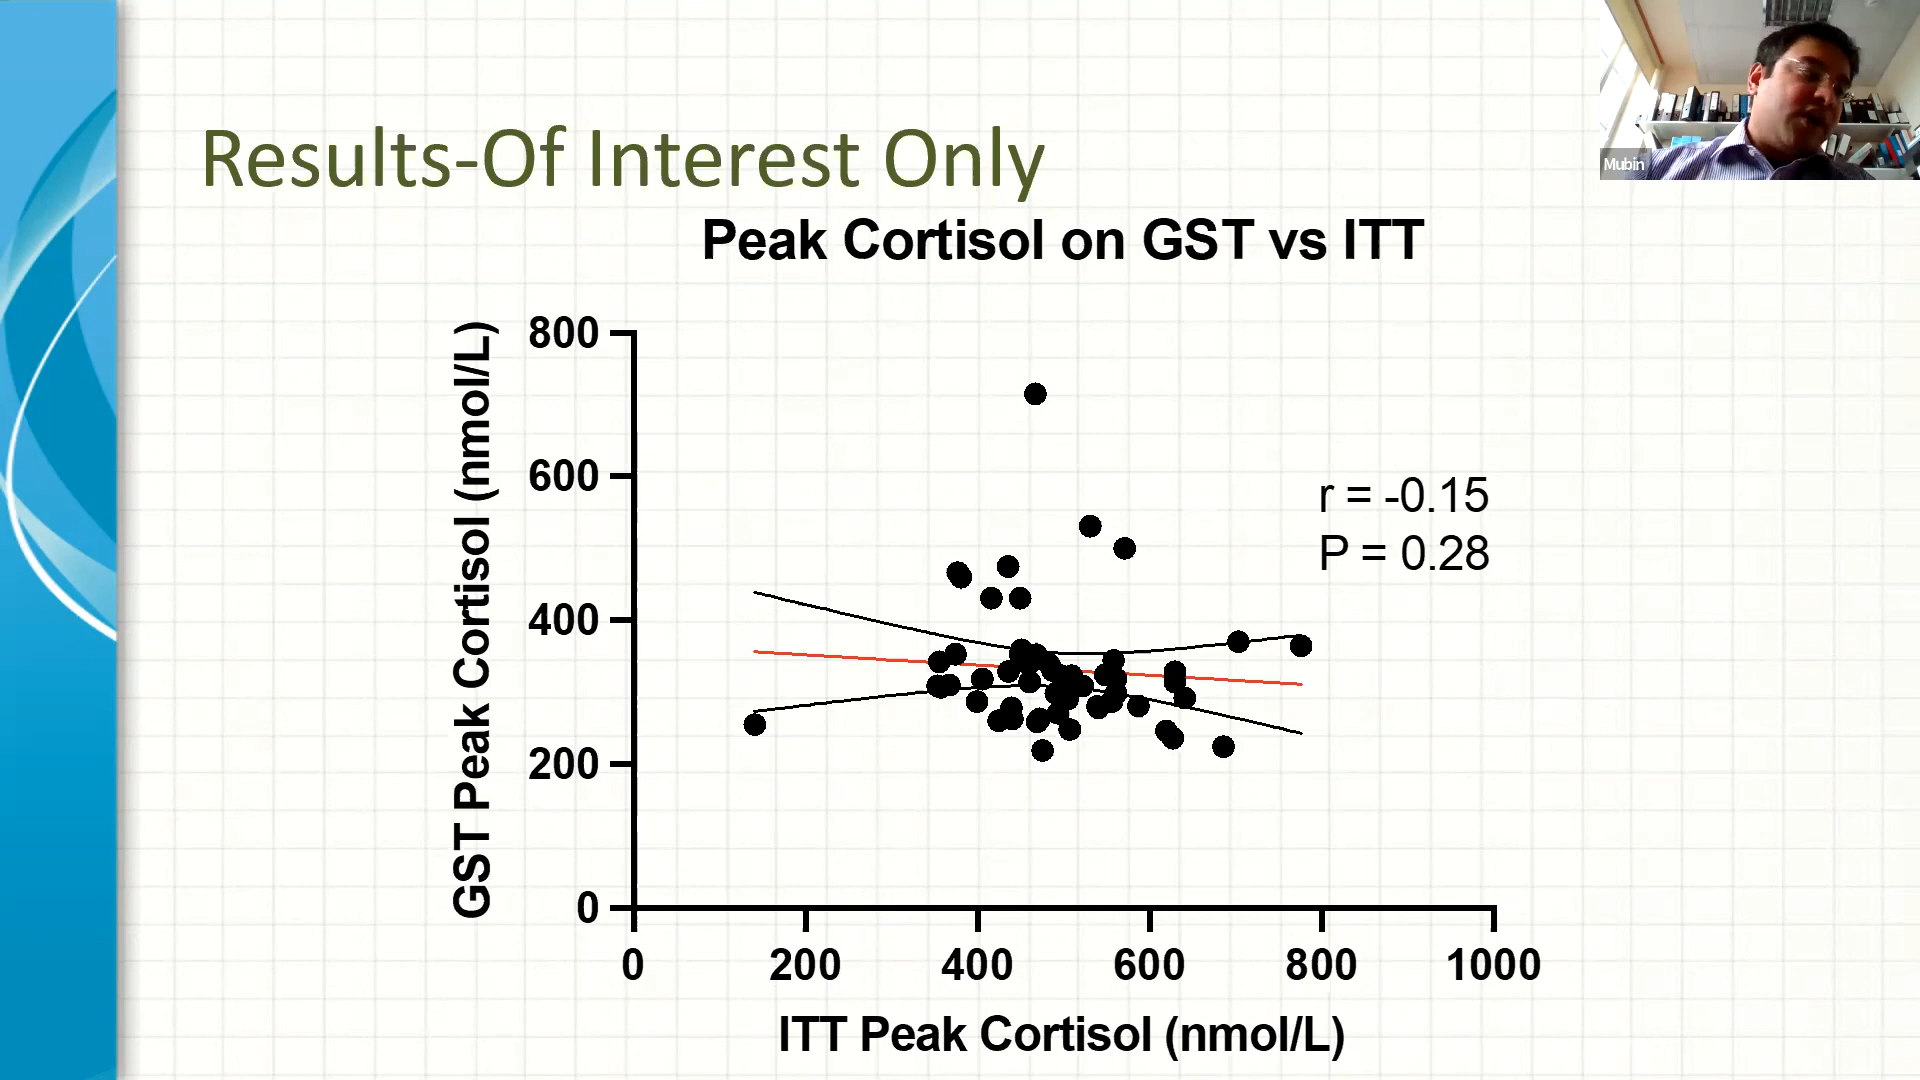 Results-Of Interest Only
Mubin
Peak Cortisol on GST vs ITT
GST Peak Cortisol (nmol/L)
800
600
400
200
0
r = -0.15
P = 0.28
0 200 400 600 800 1000
ITT Peak Cortisol (nmol/L)